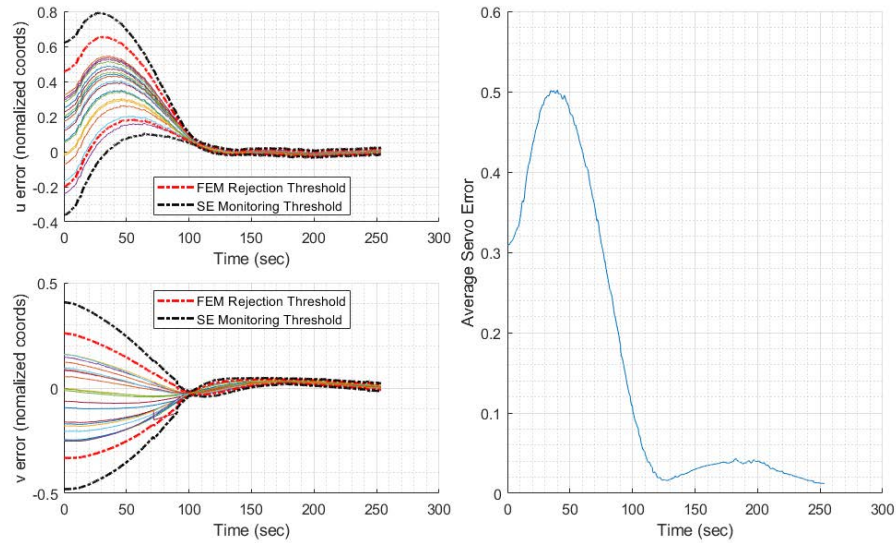 u error (nomalized coords)
0.8
0.6
0.4
0.2
0
-0.2
-0.4
FEM Rejection Threshold
SE Monitoring Threshold
0 50 100 150 200 250 300
Time (sec)
v error (nomalized coords)
0.5
0
-0.5
FEM Rejection Threshold
SE Monitoring Threshold
0 50 100 150 200 250 300
Time (sec)
Average Servo Error
0.6
0.5
0.4
0.3
0.2
0.1
0
0 50 100 150 200 250 300
Time (sec)